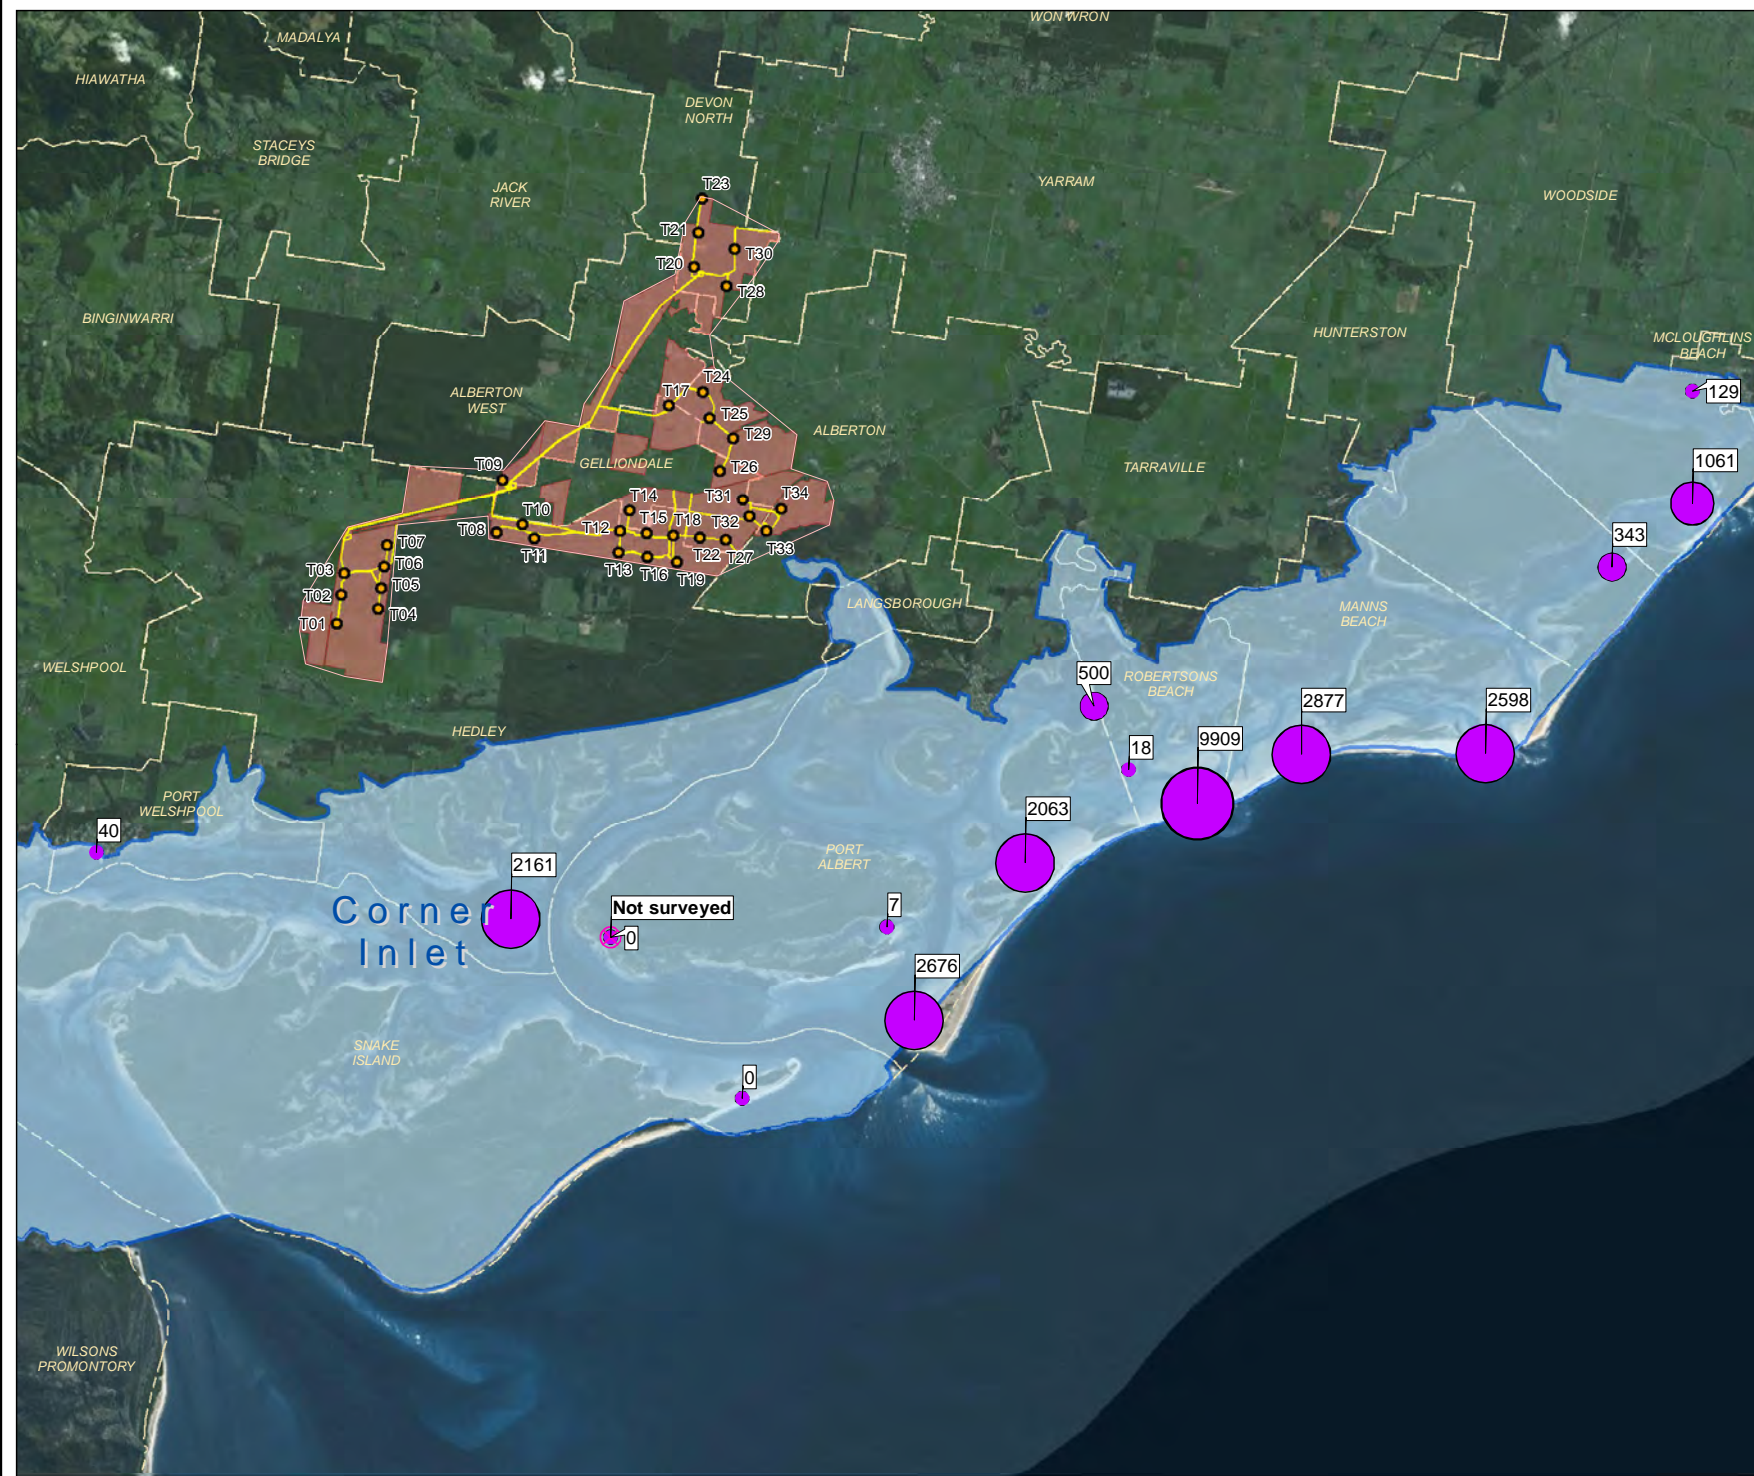 WON WRON
MADALYA
HIAWATHA
DEVON
NORTH
STACEYS
BRIDGE
JACK
RIVER
YARRAM
WOODSIDE
T23
T21
T30
T20
T28
BINGINWARRI
HUNTERSTON
MCLOUGHLINS
BEACH
129
T24
T17
ALBERTON
WEST
T25
T29
ALBERTON
GELLIONDALE
T09
T26
TARRAVILLE
1061
T31
T34
T14
T10
T08
T12
T15
T18
T32
T11
T22
T27
T33
343
T07
T13
T16
T19
T06
T03
T05
T02
T04
T01
LANGSBOROUGH
MANNS
BEACH
WELSHPOOL
500
ROBERTSONS
BEACH
2877
2598
HEDLEY
9909
18
PORT
WELSHPOOL
40
2063
2161
PORT
ALBERT
Corner
Inlet
Not surveyed
0
7
2676
SNAKE
ISLAND
0
WILSONS
PROMONTORY